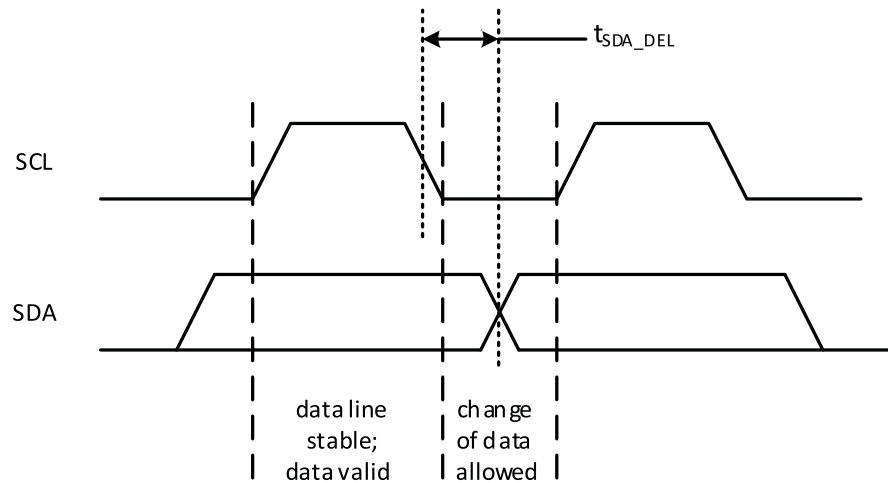 tSDA_DEL
SCL
SDA
data line
stable;
data valid
change
of data
allowed